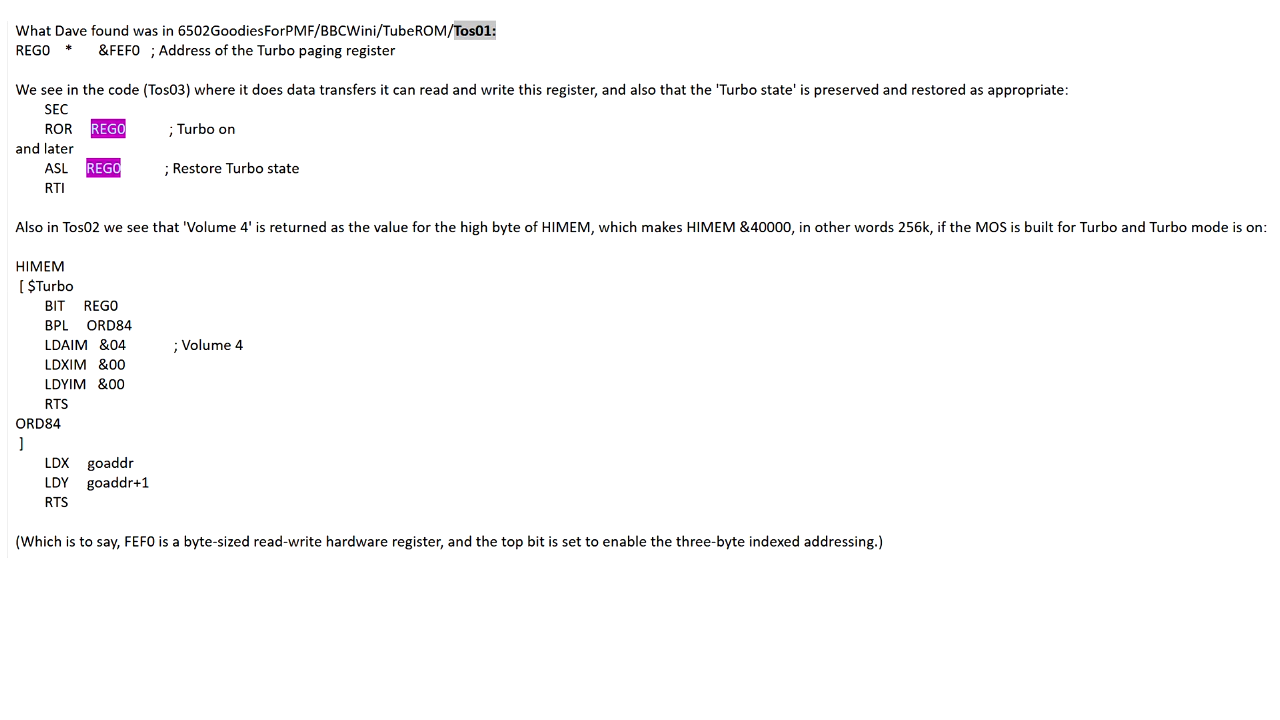 What Dave found was in 6502GoodiesForPMF/BBCWini/TubeROM/Tos01:
REG0 * &FEF0 ; Address of the Turbo paging register
We see in the code (Tos03) where it does data transfers it can read and write this register, and also that the 'Turbo state' is preserved and restored as appropriate:
SEC
ROR REG0 ; Turbo on
and later
ASL REG0 ; Restore Turbo state
RTI
Also in Tos02 we see that 'Volume 4' is returned as the value for the high byte of HIMEM, which makes HIMEM &40000, in other words 256k, if the MOS is built for Turbo and Turbo mode is on:
HIMEM
[ $Turbo
BIT REG0
BPL ORD84
LDAIM &04 ; Volume 4
LDXIM &00
LDYIM &00
RTS
ORD84
]
LDX goaddr
LDY goaddr+1
RTS
(Which is to say, FEF0 is a byte-sized read-write hardware register, and the top bit is set to enable the three-byte indexed addressing.)